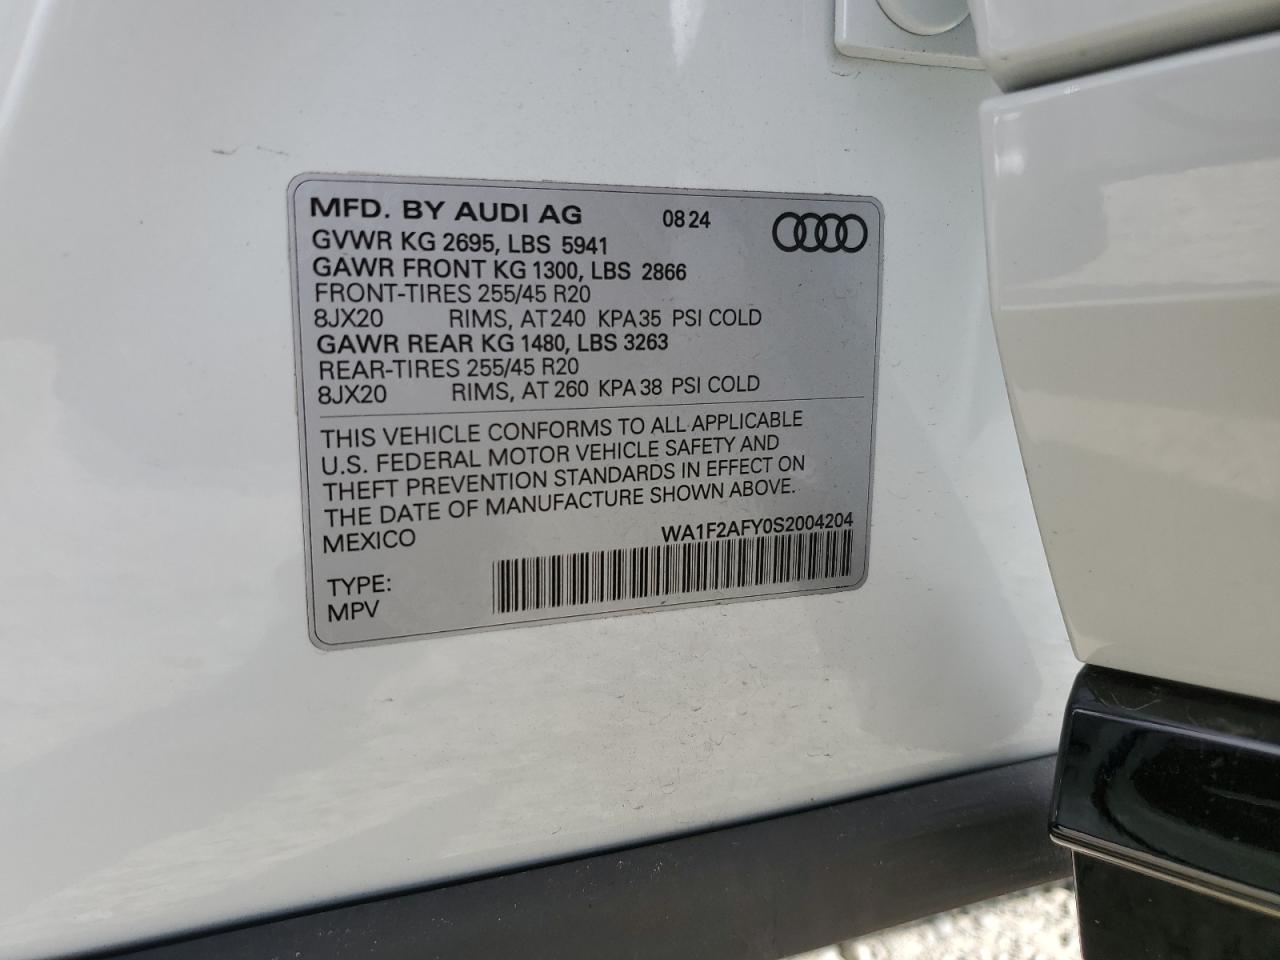 MFD. BY AUDI AG 08 24
GVWR KG 2695, LBS 5941
GAWR FRONT KG 1300, LBS 2866
FRONT-TIRES 255/45 R20
8JX20 RIMS, AT 240 KPA 35 PSI COLD
GAWR REAR KG 1480, LBS 3263
REAR-TIRES 255/45 R20
8JX20 RIMS, AT 260 KPA 38 PSI COLD
THIS VEHICLE CONFORMS TO ALL APPLICABLE
U.S. FEDERAL MOTOR VEHICLE SAFETY AND
THEFT PREVENTION STANDARDS IN EFFECT ON
THE DATE OF MANUFACTURE SHOWN ABOVE.
MEXICO WA1F2AFY0S2004204
TYPE:
MPV